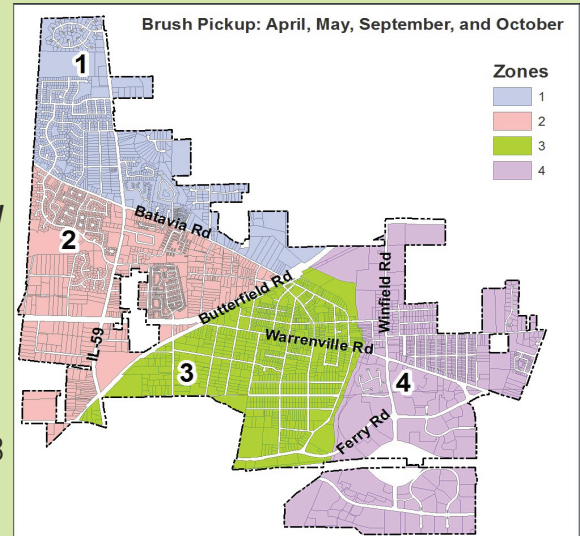 Brush Pickup: April, May, September, and October
Zones
1
2
3
4
1
Batavia Rd
2
Butterfield Rd
Winfield Rd
Warrenville Rd
IL-59
3
4
Ferry Rd